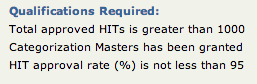 Qualifications Required:
Total approved HITs is greater than 1000
Categorization Masters has been granted
HIT approval rate (%) is not less than 95